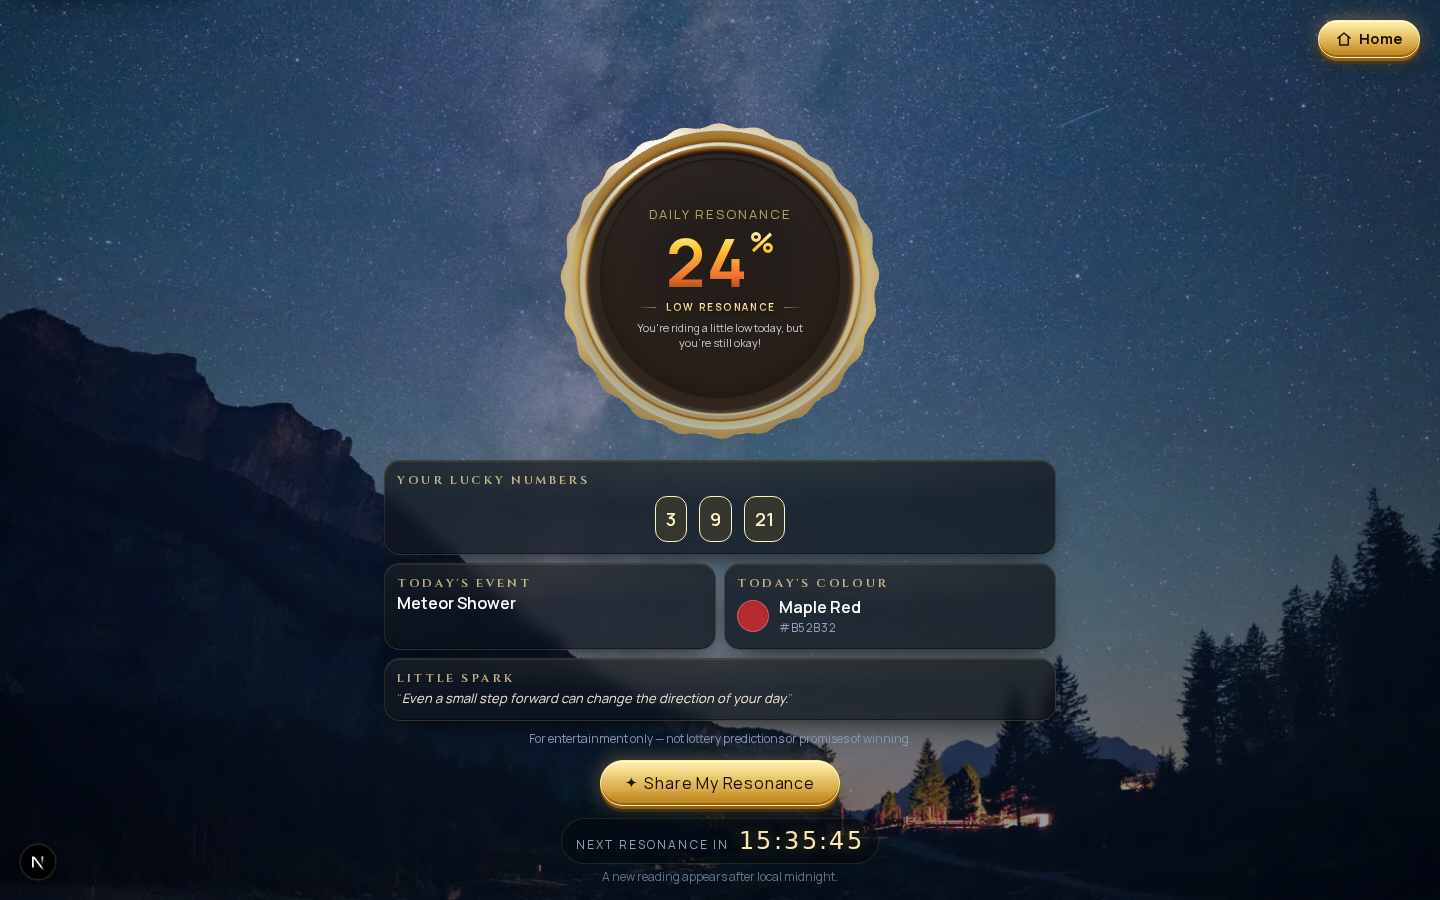 Home
DAILY RESONANCE
24%
LOW RESONANCE
You're riding a little low today, but
you're still okay!
YOUR LUCKY NUMBERS
3 9 21
TODAY'S EVENT
Meteor Shower
TODAY'S COLOUR
Maple Red
#B52B32
LITTLE SPARK
"Even a small step forward can change the direction of your day."
For entertainment only — not lottery predictions or promises of winning.
✦ Share My Resonance
NEXT RESONANCE IN 15:35:45
N
A new reading appears after local midnight.